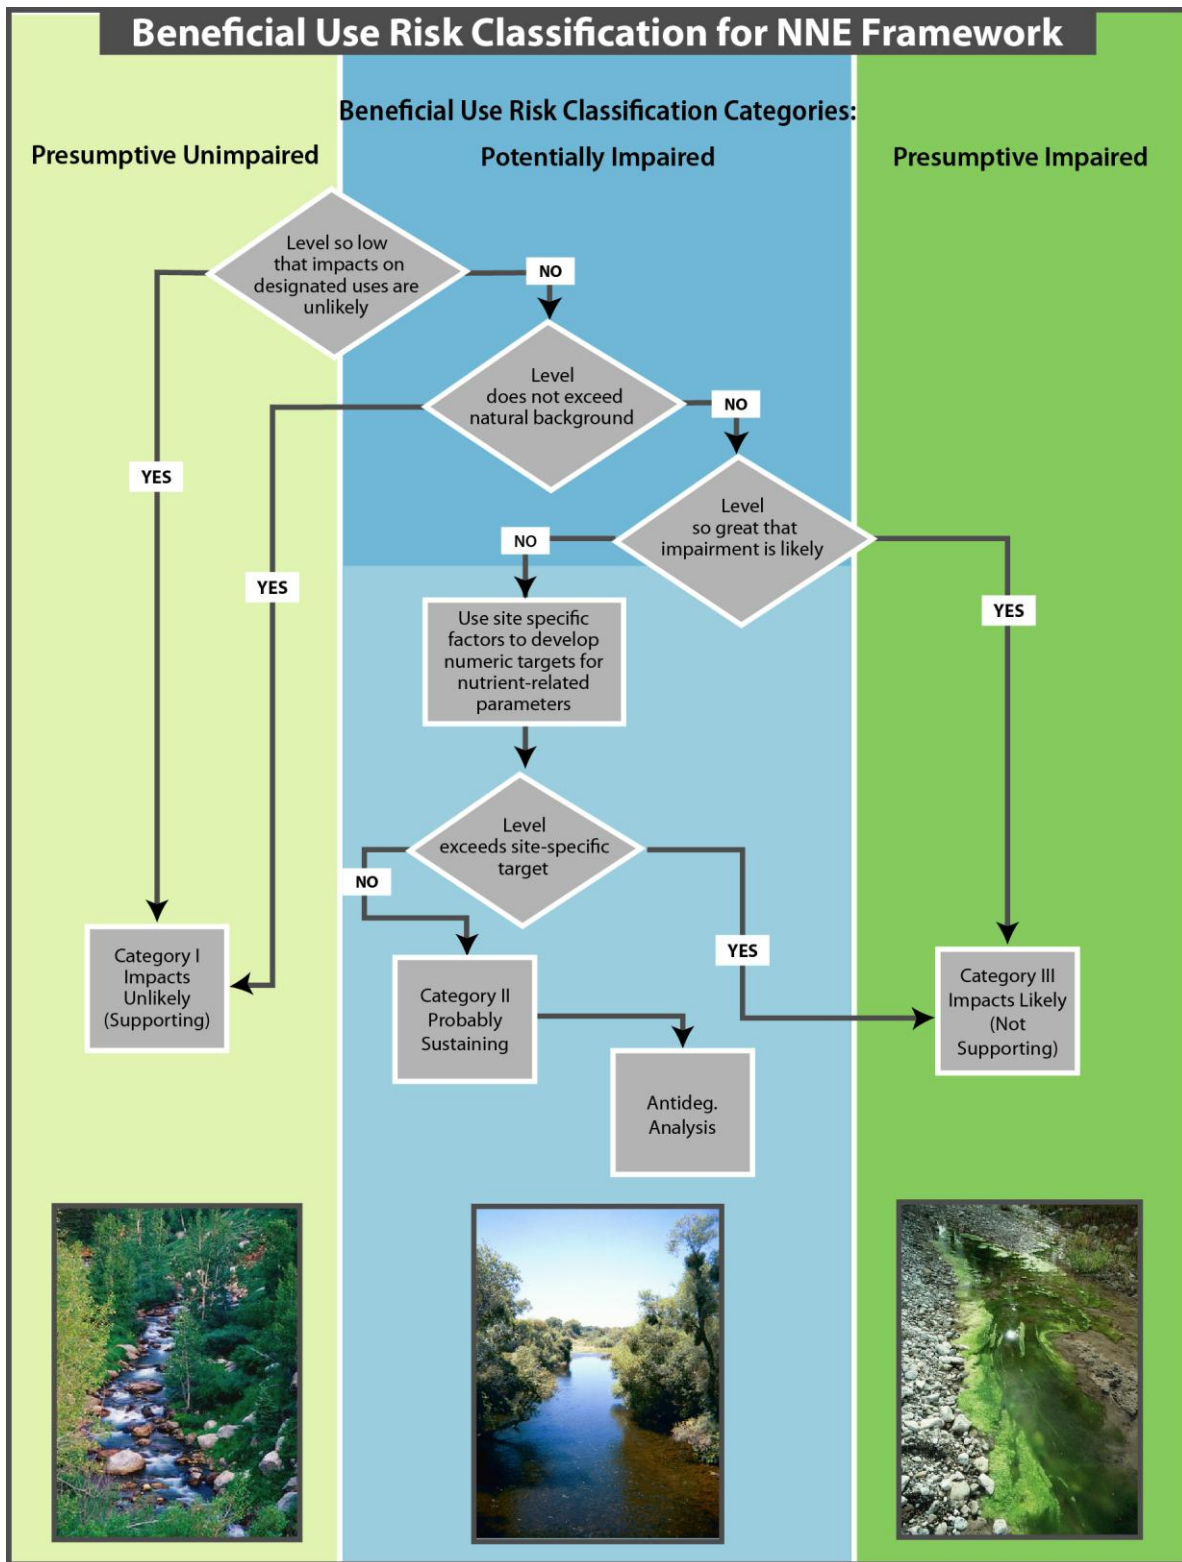 Beneficial Use Risk Classification for NNE Framework
Beneficial Use Risk Classification Categories:
Presumptive Unimpaired
Potentially Impaired
Presumptive Impaired
Level so low
that impacts on
designated uses are
unlikely
NO
Level
does not exceed
natural background
NO
YES
Level
so great that
impairment is likely
NO
YES
YES
Use site specific
factors to develop
numeric targets for
nutrient-related
parameters
Level
exceeds site-specific
target
NO
YES
Category I
Impacts
Unlikely
(Supporting)
Category II
Probably
Sustaining
Category III
Impacts Likely
(Not
Supporting)
Antideg.
Analysis